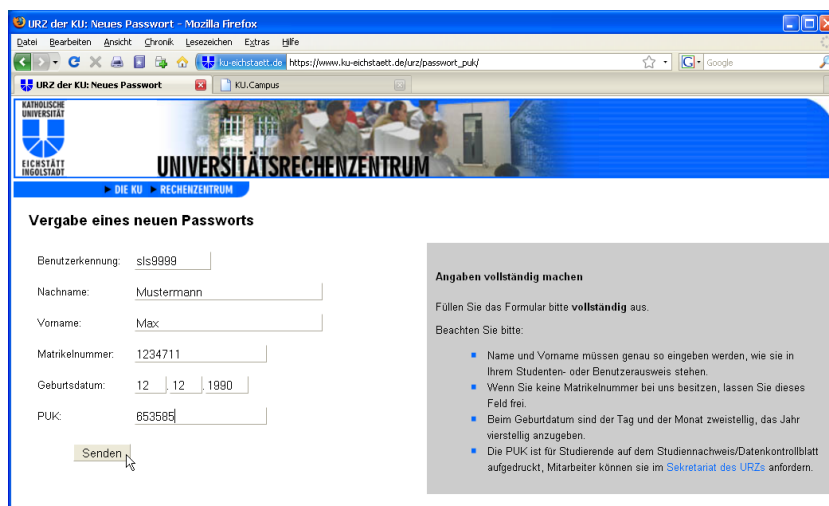 URZ der KU: Neues Passwort - Mozilla Firefox
Datei Bearbeiten Ansicht Chronik Lesezeichen Extras Hilfe
ku-eichstaett.de https://www.ku-eichstaett.de/urz/passwort_puk/
G Google
URZ der KU: Neues Passwort
KU.Campus
KATHOLISCHE
UNIVERSITÄT
EICHSTÄTT
INGOLSTADT
UNIVERSITÄTSRECHENZENTRUM
DIE KU RECHENZENTRUM
Vergabe eines neuen Passworts
Benutzerkennung: sls9999
Nachname: Mustermann
Vorname: Max
Matrikelnummer: 1234711
Geburtsdatum: 12 . 12 . 1990
PUK: 653585
Senden
Angaben vollständig machen
Füllen Sie das Formular bitte vollständig aus.
Beachten Sie bitte:
Name und Vorname müssen genau so eingeben werden, wie sie in
Ihrem Studenten- oder Benutzerausweis stehen.
Wenn Sie keine Matrikelnummer bei uns besitzen, lassen Sie dieses
Feld frei.
Beim Geburtdatum sind der Tag und der Monat zweistellig, das Jahr
vierstellig anzugeben.
Die PUK ist für Studierende auf dem Studiennachweis/Datenkontrollblatt
aufgedruckt, Mitarbeiter können sie im Sekretariat des URZs anfordern.